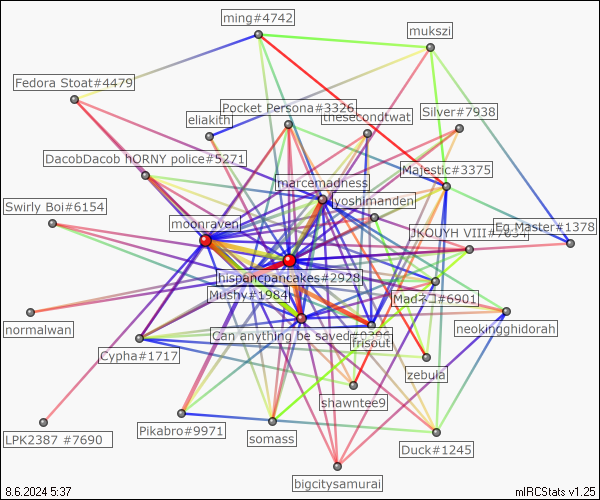 ming#4742
mukszi
Fedora Stoat#4479
Pocket Persona#3326
Silver#7938
eliakith
thesecondtwat
DacobDacob hORNY police#5271
Majestic#3375
marcemadness
yoshimanden
Swirly Boi#6154
moonraven
Eg Master#1378
JKOUYH VIII
hispancpancakes#2928
Mushy#1984
Madネコ#6901
normalwan
Can anything be saved
neokingghidorah
frisout
Cypha#1717
zebula
shawntee9
LPK2387 #7690
Pikabro#9971
somass
Duck#1245
bigcitysamurai
8.6.2024 5:37
mIRCStats v1.25